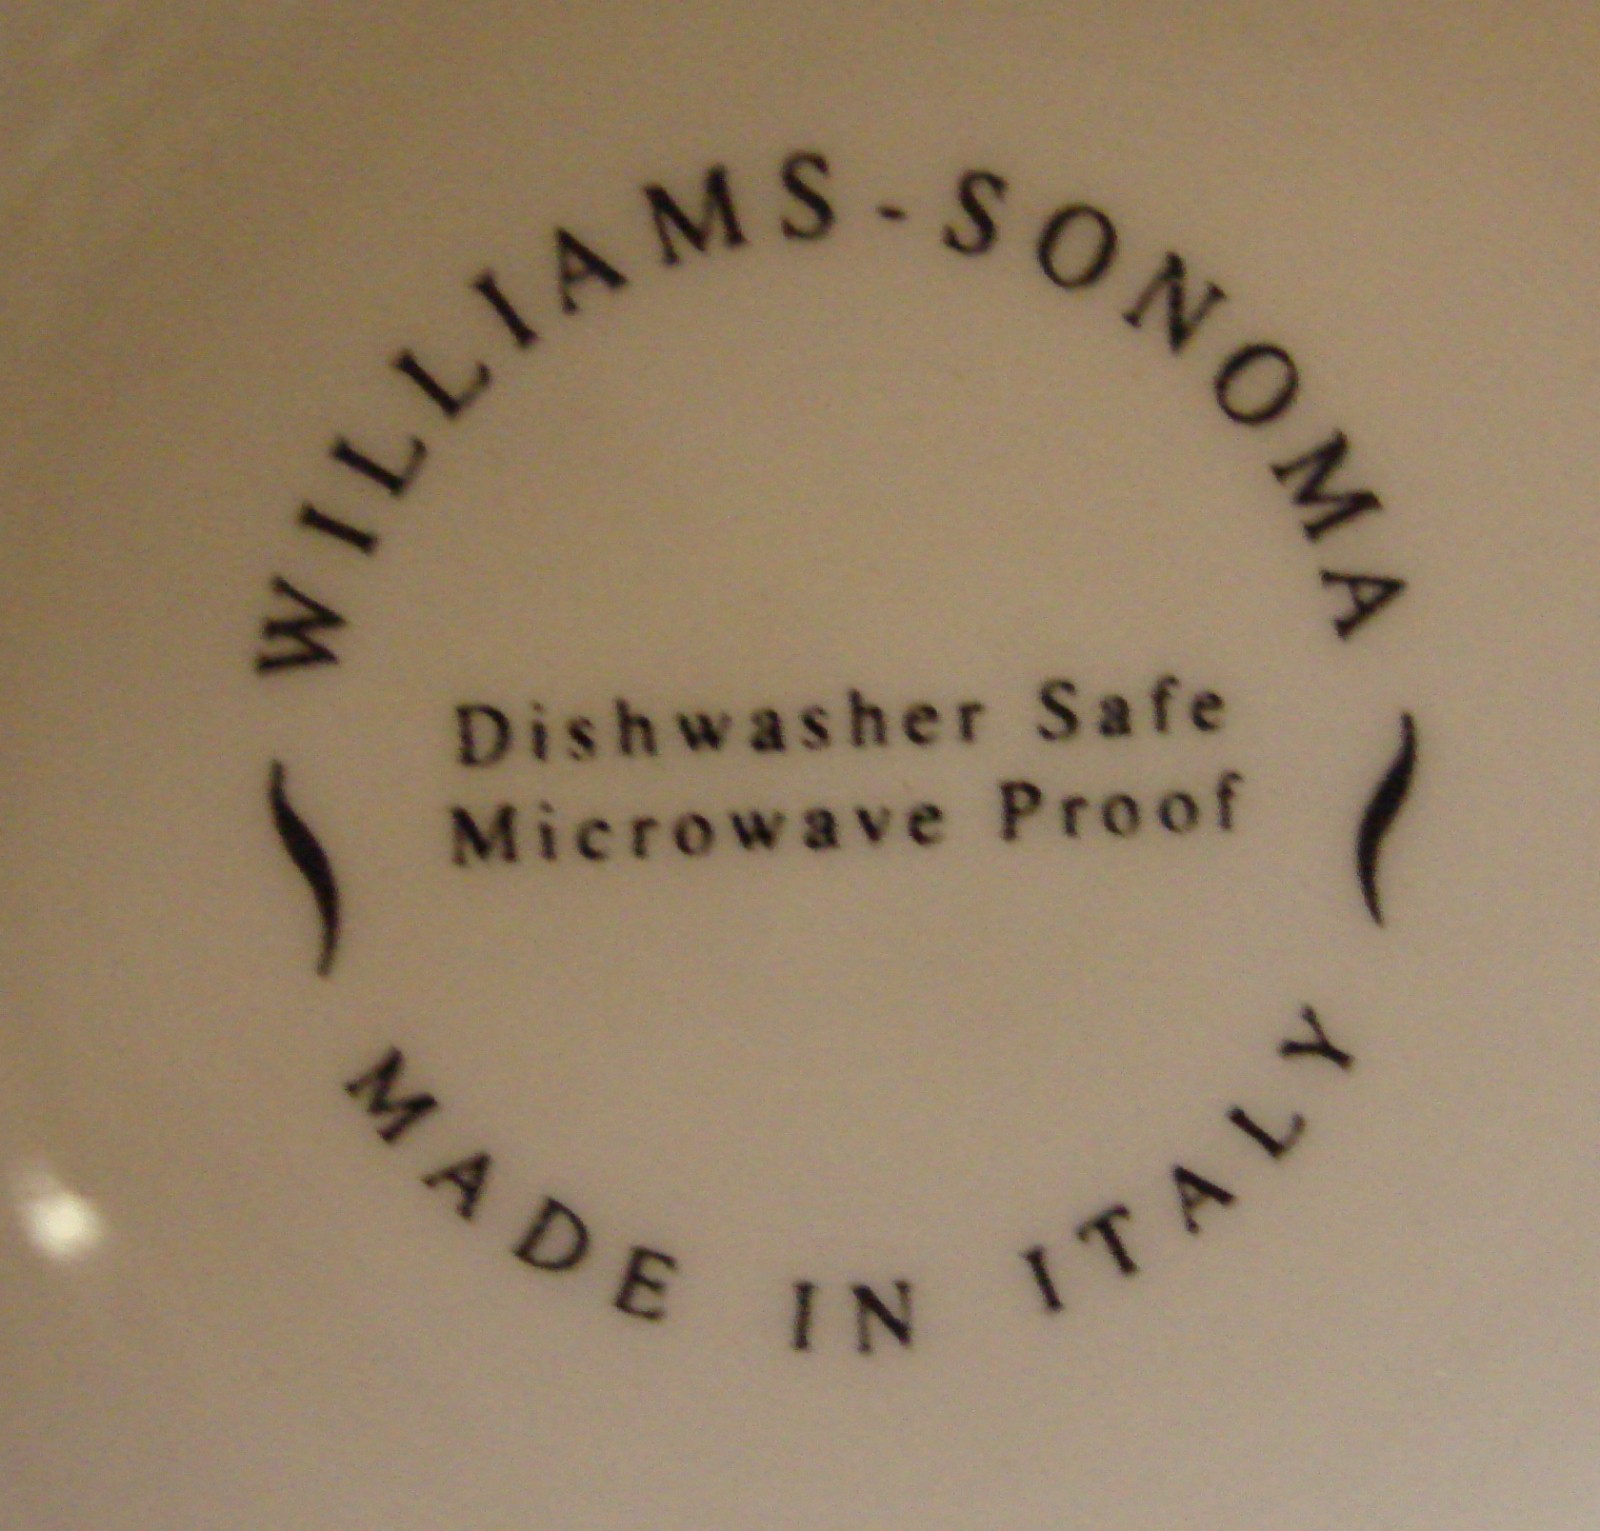 WILLIAMS-SONOMA
Dishwasher Safe
Microwave Proof
MADE IN ITALY